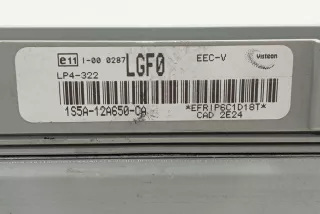 e11 I-00 0287 LGF0 EEC-V Visteon
LP4-322
1S5A-12A650-CA *EFRIP6C1D18T*
CAD 2E24